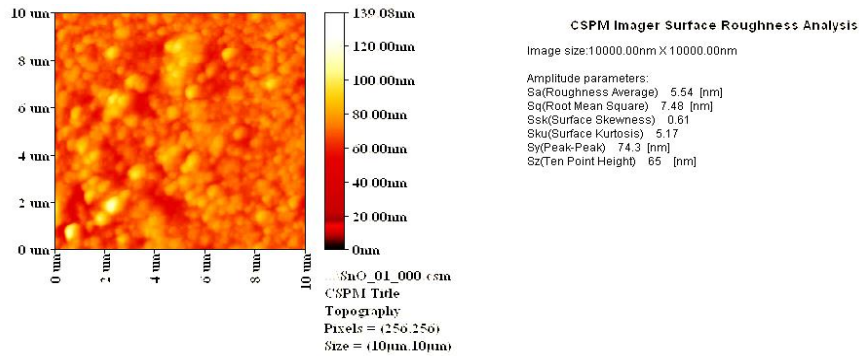 10 um
8 um
6 um
4 um
2 um
0 um
0 um
2 um
4 um
6 um
8 um
10 um
139.08nm
120.00nm
100.00nm
80.00nm
60.00nm
40.00nm
20.00nm
0nm
SnO_01_000.csm
CSPM Title
Topography
Pixels = (256,256)
Size = (10µm,10µm)
CSPM Imager Surface Roughness Analysis
Image size:10000.00nm X 10000.00nm
Amplitude parameters:
Sa(Roughness Average) 5.54 [nm]
Sq(Root Mean Square) 7.48 [nm]
Ssk(Surface Skewness) 0.61
Sku(Surface Kurtosis) 5.17
Sy(Peak-Peak) 74.3 [nm]
Sz(Ten Point Height) 65 [nm]